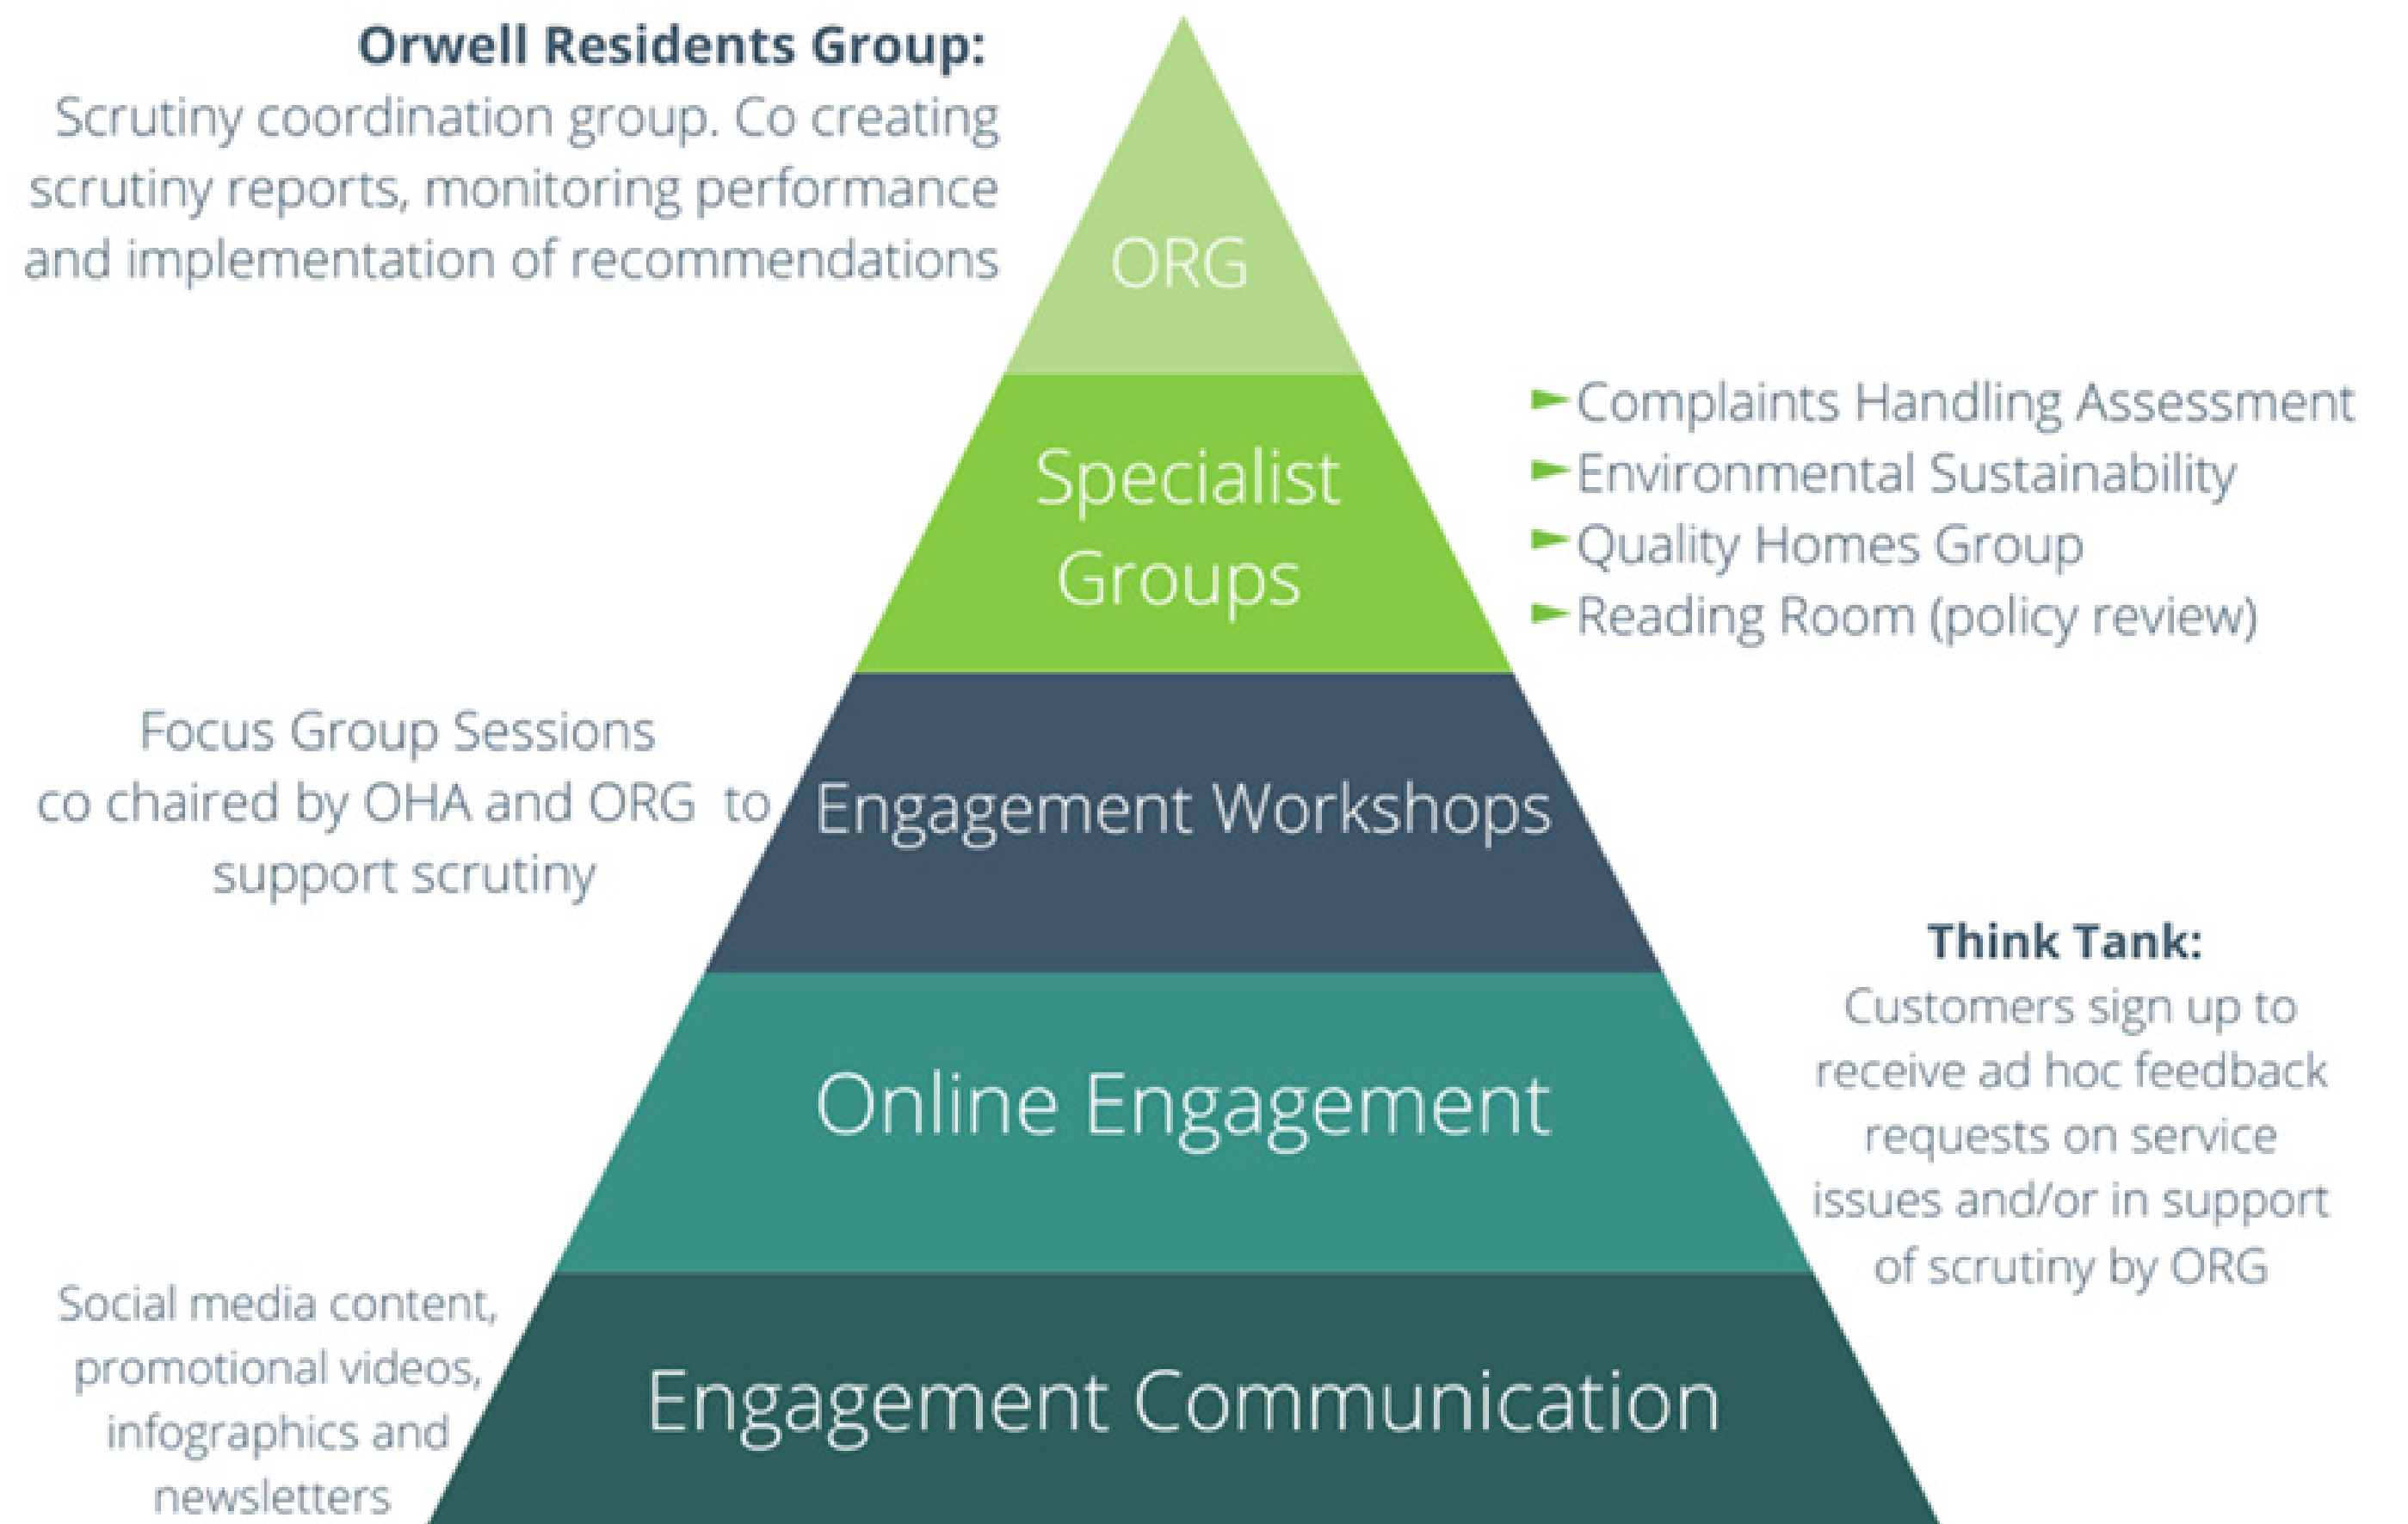 Orwell Residents Group:
Scrutiny coordination group. Co creating
scrutiny reports, monitoring performance
and implementation of recommendations
ORG
Specialist
Groups
Complaints Handling Assessment
Environmental Sustainability
Quality Homes Group
Reading Room (policy review)
Focus Group Sessions
co chaired by OHA and ORG to
support scrutiny
Engagement Workshops
Online Engagement
Think Tank:
Customers sign up to
receive ad hoc feedback
requests on service
issues and/or in support
of scrutiny by ORG
Social media content,
promotional videos,
infographics and
newsletters
Engagement Communication